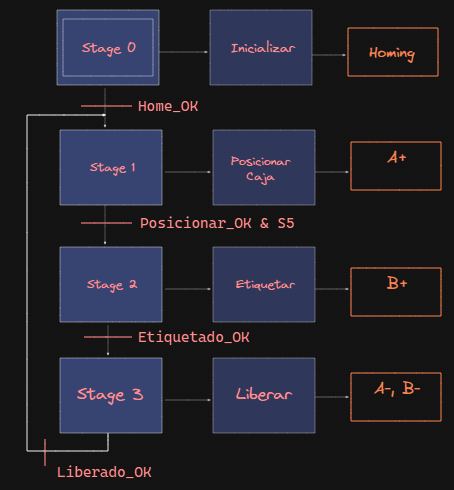 Stage 0
Inicializar
Homing
Home_OK
Stage 1
Posicionar
Caja
A+
Posicionar_OK & S5
Stage 2
Etiquetar
B+
Etiquetado_OK
Stage 3
Liberar
A-, B-
Liberado_OK